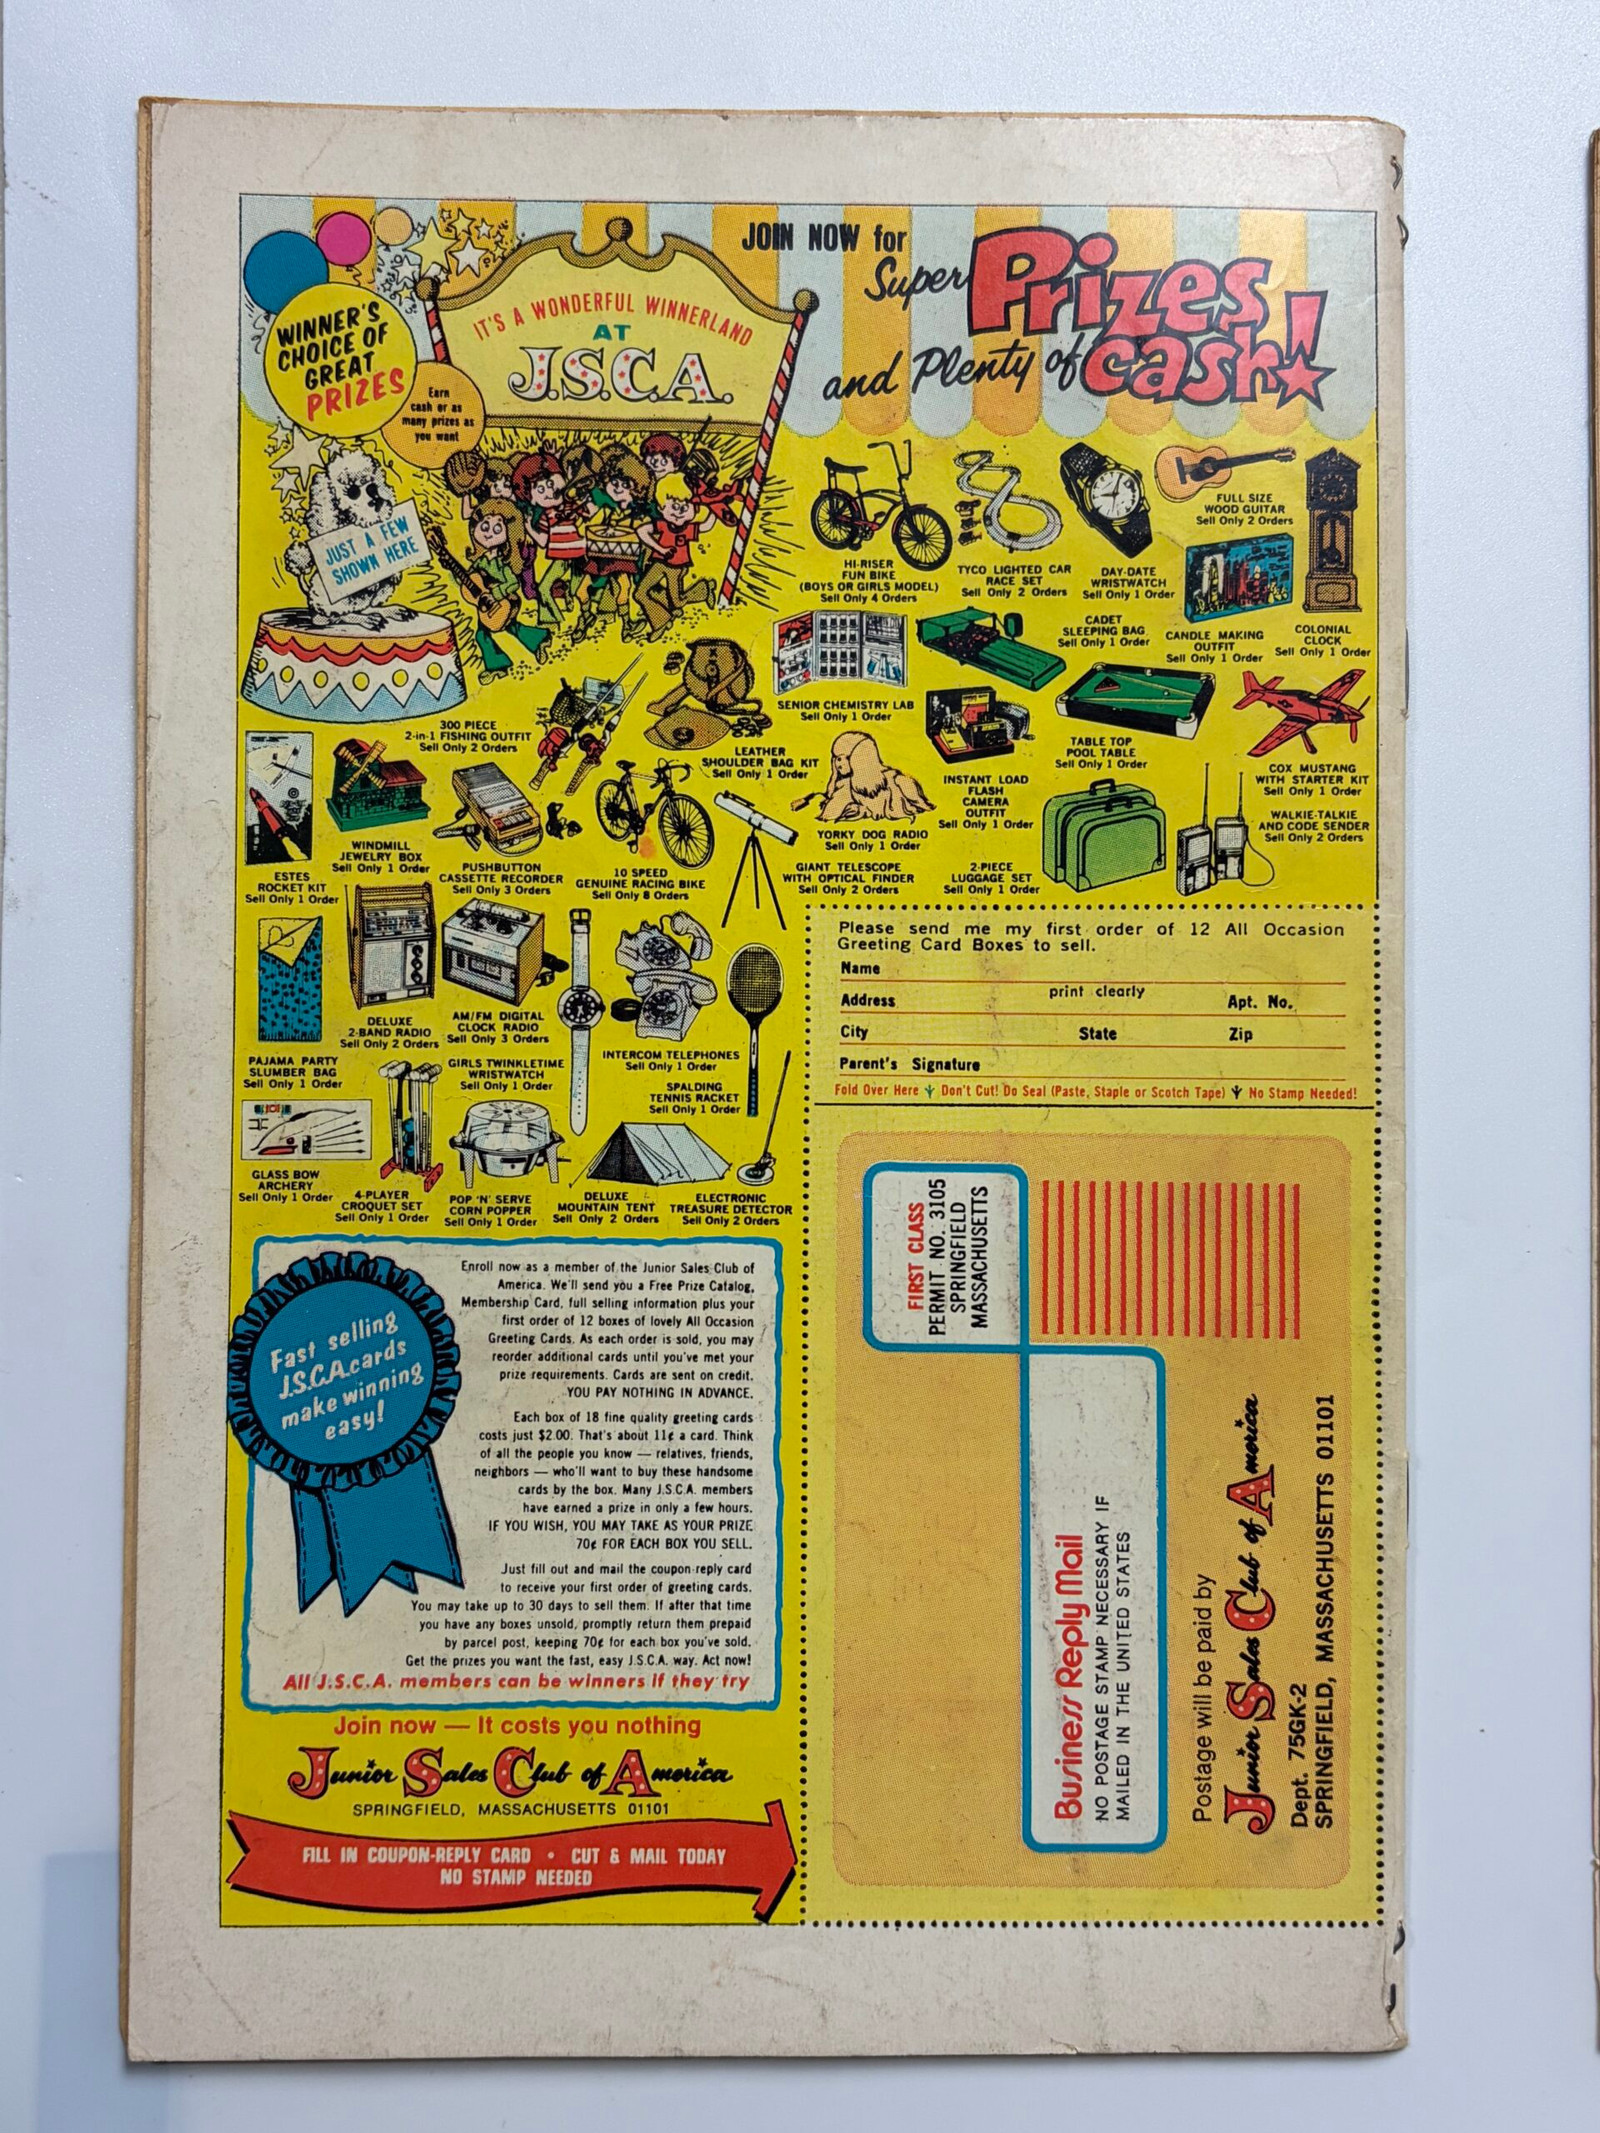 JOIN NOW for
Super Prizes
and Plenty of cash!
WINNER'S
CHOICE OF
GREAT
PRIZES
Earn
cash or as
many prizes as
you want
IT'S A WONDERFUL WINNERLAND
AT
J.S.C.A.
JUST A FEW
SHOWN HERE
HI-RISER
FUN BIKE
(BOYS OR GIRLS MODEL)
Sell Only 4 Orders
TYCO LIGHTED CAR
RACE SET
Sell Only 2 Orders
DAY-DATE
WRISTWATCH
Sell Only 1 Order
FULL SIZE
WOOD GUITAR
Sell Only 2 Orders
CADET
SLEEPING BAG
Sell Only 1 Order
CANDLE MAKING
OUTFIT
Sell Only 1 Order
COLONIAL
CLOCK
Sell Only 1 Order
SENIOR CHEMISTRY LAB
Sell Only 1 Order
300 PIECE
2-in-1 FISHING OUTFIT
Sell Only 2 Orders
LEATHER
SHOULDER BAG KIT
Sell Only 1 Order
TABLE TOP
POOL TABLE
Sell Only 1 Order
COX MUSTANG
WITH STARTER KIT
Sell Only 1 Order
INSTANT LOAD
FLASH
CAMERA
OUTFIT
Sell Only 1 Order
YORKY DOG RADIO
Sell Only 1 Order
WALKIE-TALKIE
AND CODE SENDER
Sell Only 2 Orders
ESTES
ROCKET KIT
Sell Only 1 Order
WINDMILL
JEWELRY BOX
Sell Only 1 Order
PUSHBUTTON
CASSETTE RECORDER
Sell Only 3 Orders
10 SPEED
GENUINE RACING BIKE
Sell Only 8 Orders
GIANT TELESCOPE
WITH OPTICAL FINDER
Sell Only 2 Orders
2-PIECE
LUGGAGE SET
Sell Only 1 Order
PAJAMA PARTY
SLUMBER BAG
Sell Only 1 Order
DELUXE
2-BAND RADIO
Sell Only 2 Orders
AM/FM DIGITAL
CLOCK RADIO
Sell Only 3 Orders
GIRLS TWINKLETIME
WRISTWATCH
Sell Only 1 Order
INTERCOM TELEPHONES
Sell Only 1 Order
SPALDING
TENNIS RACKET
Sell Only 1 Order
GLASS BOW
ARCHERY
Sell Only 1 Order
4-PLAYER
CROQUET SET
Sell Only 1 Order
POP 'N' SERVE
CORN POPPER
Sell Only 1 Order
DELUXE
MOUNTAIN TENT
Sell Only 2 Orders
ELECTRONIC
TREASURE DETECTOR
Sell Only 2 Orders
Fast selling
J.S.C.A. cards
make winning
easy!
Enroll now as a member of the Junior Sales Club of
America. We'll send you a Free Prize Catalog,
Membership Card, full selling information plus your
first order of 12 boxes of lovely All Occasion
Greeting Cards. As each order is sold, you may
reorder additional cards until you've met your
prize requirements. Cards are sent on credit.
YOU PAY NOTHING IN ADVANCE.
Each box of 18 fine quality greeting cards
costs just $2.00. That's about 11¢ a card. Think
of all the people you know — relatives, friends,
neighbors — who'll want to buy these handsome
cards by the box. Many J.S.C.A. members
have earned a prize in only a few hours.
IF YOU WISH, YOU MAY TAKE AS YOUR PRIZE
70¢ FOR EACH BOX YOU SELL.
Just fill out and mail the coupon-reply card
to receive your first order of greeting cards.
You may take up to 30 days to sell them. If after that time
you have any boxes unsold, promptly return them prepaid
by parcel post, keeping 70¢ for each box you've sold.
Get the prizes you want the fast, easy J.S.C.A. way. Act now!
All J.S.C.A. members can be winners if they try
Join now — It costs you nothing
Junior Sales Club of America
SPRINGFIELD, MASSACHUSETTS 01101
FILL IN COUPON-REPLY CARD • CUT & MAIL TODAY
NO STAMP NEEDED
Please send me my first order of 12 All Occasion
Greeting Card Boxes to sell.
Name
print clearly
Address Apt. No.
City State Zip
Parent's Signature
Fold Over Here Don't Cut! Do Seal (Paste, Staple or Scotch Tape) No Stamp Needed!
FIRST CLASS
PERMIT NO. 3105
SPRINGFIELD
MASSACHUSETTS
Business Reply Mail
NO POSTAGE STAMP NECESSARY IF
MAILED IN THE UNITED STATES
Postage will be paid by
Junior Sales Club of America
Dept. 75GK-2
SPRINGFIELD, MASSACHUSETTS 01101